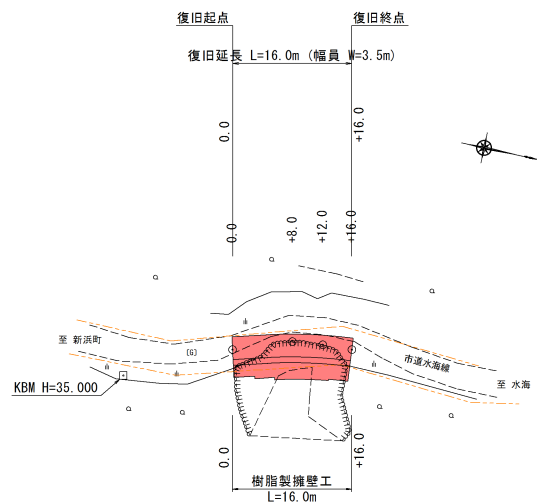 復旧起点
復旧終点
復旧延長 L=16.0m (幅員 W=3.5m)
0.0
+16.0
0.0
+8.0
+12.0
+16.0
至 新浜町
[G]
市道水海線
至 水海
KBM H=35.000
0.0
+16.0
樹脂製擁壁工
L=16.0m